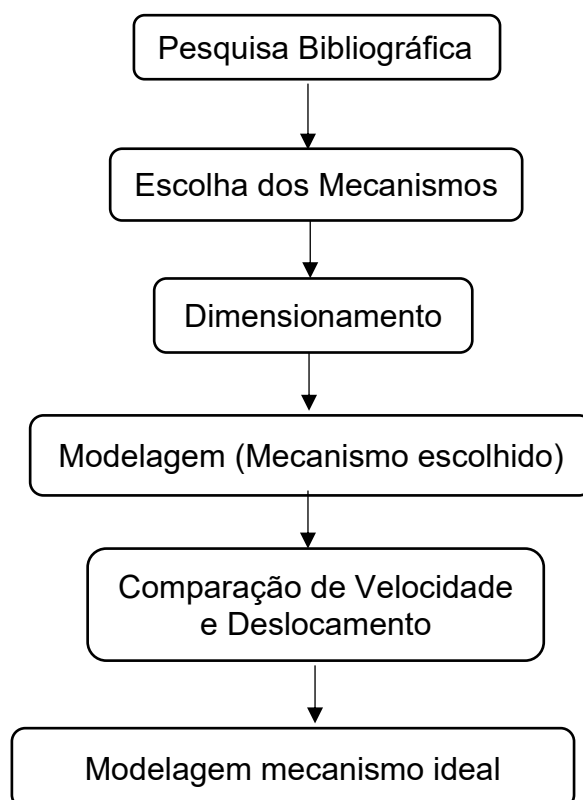 Pesquisa Bibliográfica
Escolha dos Mecanismos
Dimensionamento
Modelagem (Mecanismo escolhido)
Comparação de Velocidade
e Deslocamento
Modelagem mecanismo ideal